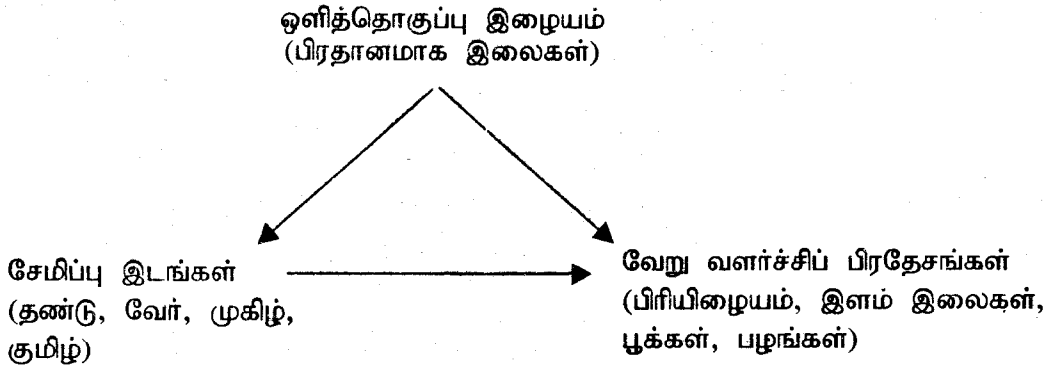 ஒளித்தொகுப்பு இழையம்
(பிரதானமாக இலைகள்)
சேமிப்பு இடங்கள்
(தண்டு, வேர், முகிழ்,
குமிழ்)
வேறு வளர்ச்சிப் பிரதேசங்கள்
(பிரியிழையம், இளம் இலைகள்,
பூக்கள், பழங்கள்)